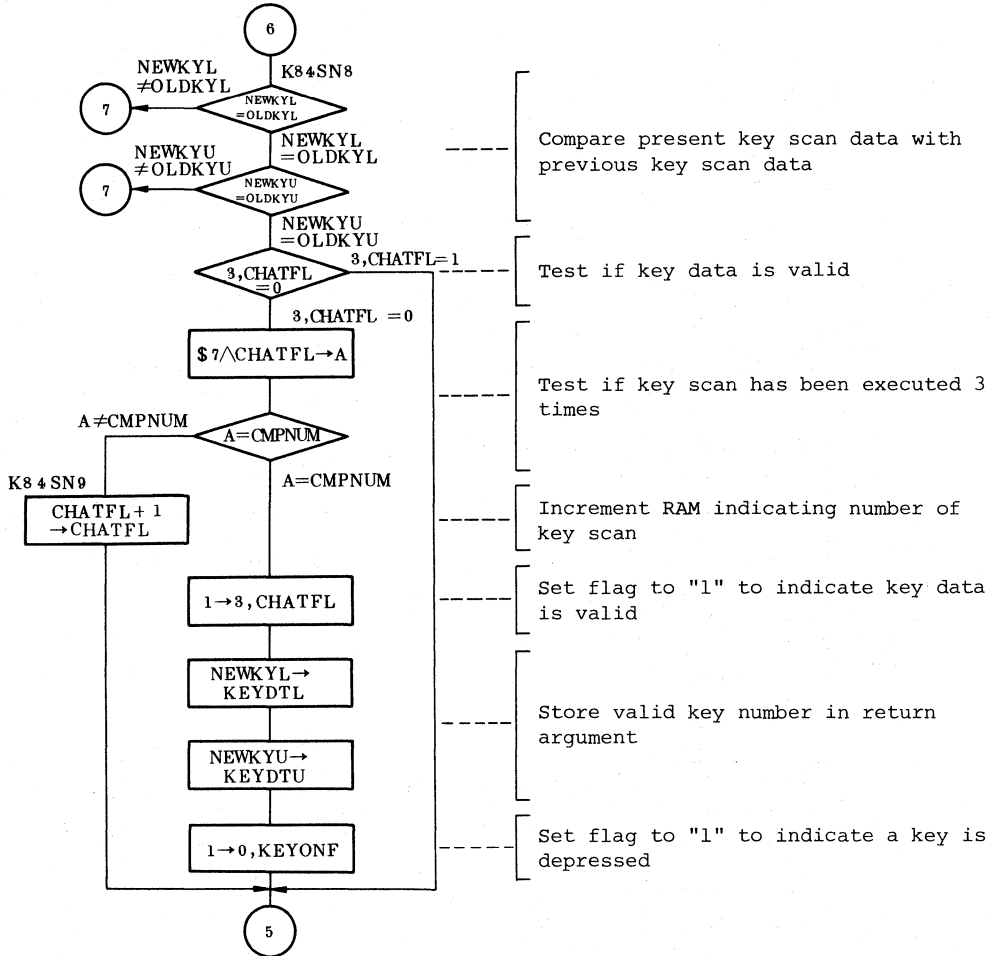 6
K84SN8
NEWKYL
≠OLDKYL
7
NEWKYL
=OLDKYL
NEWKYL
=OLDKYL
Compare present key scan data with
previous key scan data
NEWKYU
≠OLDKYU
7
NEWKYU
=OLDKYU
NEWKYU
=OLDKYU
3,CHATFL
=0
3,CHATFL=1
Test if key data is valid
3,CHATFL =0
$7∧CHATFL→A
Test if key scan has been executed 3
times
A≠CMPNUM
A=CMPNUM
A=CMPNUM
K84SN9
CHATFL+1
→CHATFL
Increment RAM indicating number of
key scan
1→3,CHATFL
Set flag to "1" to indicate key data
is valid
NEWKYL→
KEYDTL
Store valid key number in return
argument
NEWKYU→
KEYDTU
1→0,KEYONF
Set flag to "1" to indicate a key is
depressed
5